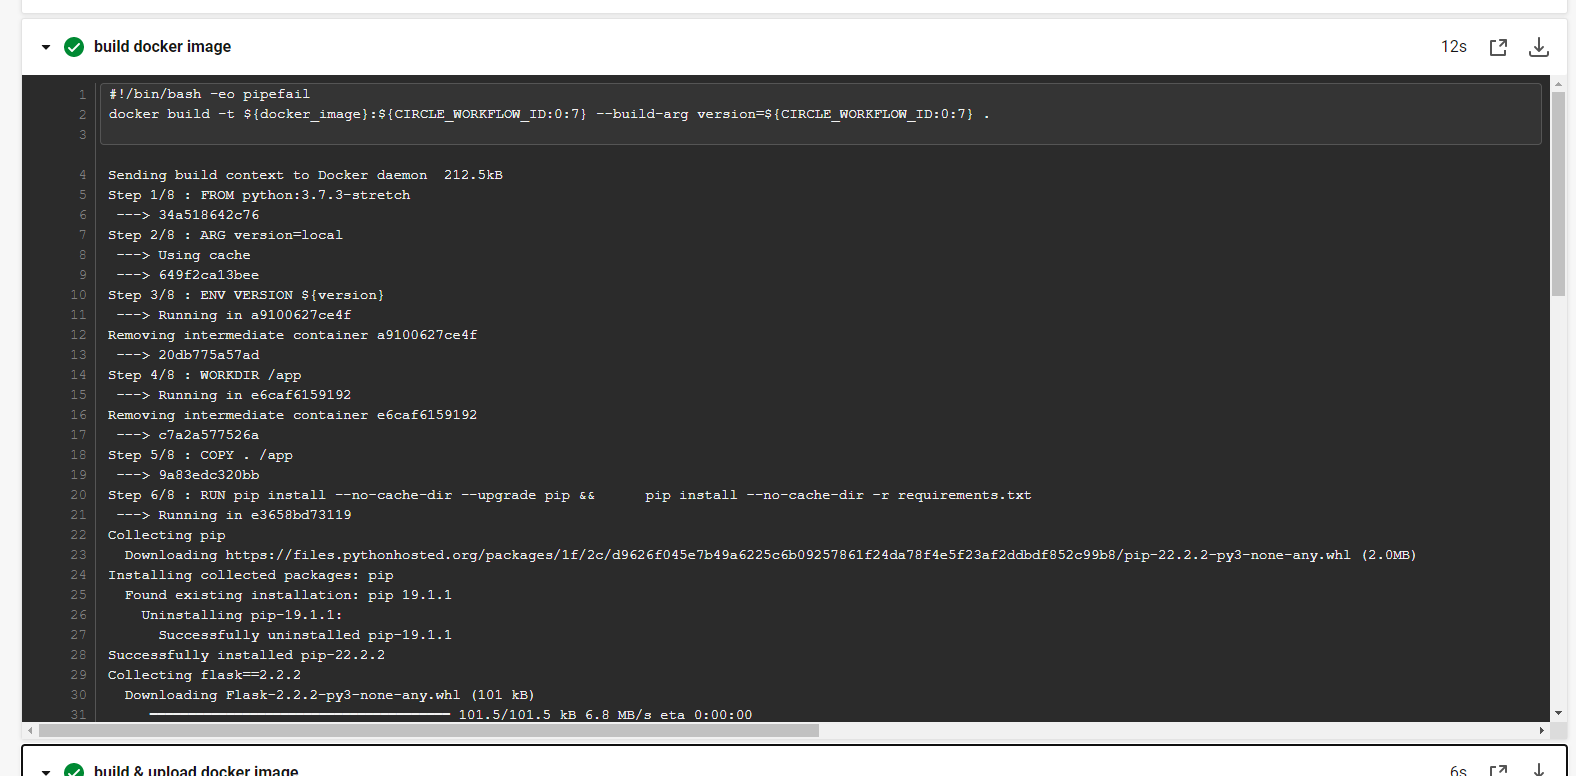 build docker image
12s
1 #!/bin/bash -eo pipefail
2 docker build -t ${docker_image}:${CIRCLE_WORKFLOW_ID:0:7} --build-arg version=${CIRCLE_WORKFLOW_ID:0:7} .
3
4 Sending build context to Docker daemon  212.5kB
5 Step 1/8 : FROM python:3.7.3-stretch
6  ---> 34a518642c76
7 Step 2/8 : ARG version=local
8  ---> Using cache
9  ---> 649f2ca13bee
10 Step 3/8 : ENV VERSION ${version}
11  ---> Running in a9100627ce4f
12 Removing intermediate container a9100627ce4f
13  ---> 20db775a57ad
14 Step 4/8 : WORKDIR /app
15  ---> Running in e6caf6159192
16 Removing intermediate container e6caf6159192
17  ---> c7a2a577526a
18 Step 5/8 : COPY . /app
19  ---> 9a83edc320bb
20 Step 6/8 : RUN pip install --no-cache-dir --upgrade pip &&      pip install --no-cache-dir -r requirements.txt
21  ---> Running in e3658bd73119
22 Collecting pip
23   Downloading https://files.pythonhosted.org/packages/1f/2c/d9626f045e7b49a6225c6b09257861f24da78f4e5f23af2ddbdf852c99b8/pip-22.2.2-py3-none-any.whl (2.0MB)
24 Installing collected packages: pip
25   Found existing installation: pip 19.1.1
26     Uninstalling pip-19.1.1:
27       Successfully uninstalled pip-19.1.1
28 Successfully installed pip-22.2.2
29 Collecting flask==2.2.2
30   Downloading Flask-2.2.2-py3-none-any.whl (101 kB)
31      101.5/101.5 kB 6.8 MB/s eta 0:00:00
build & upload docker image
6s